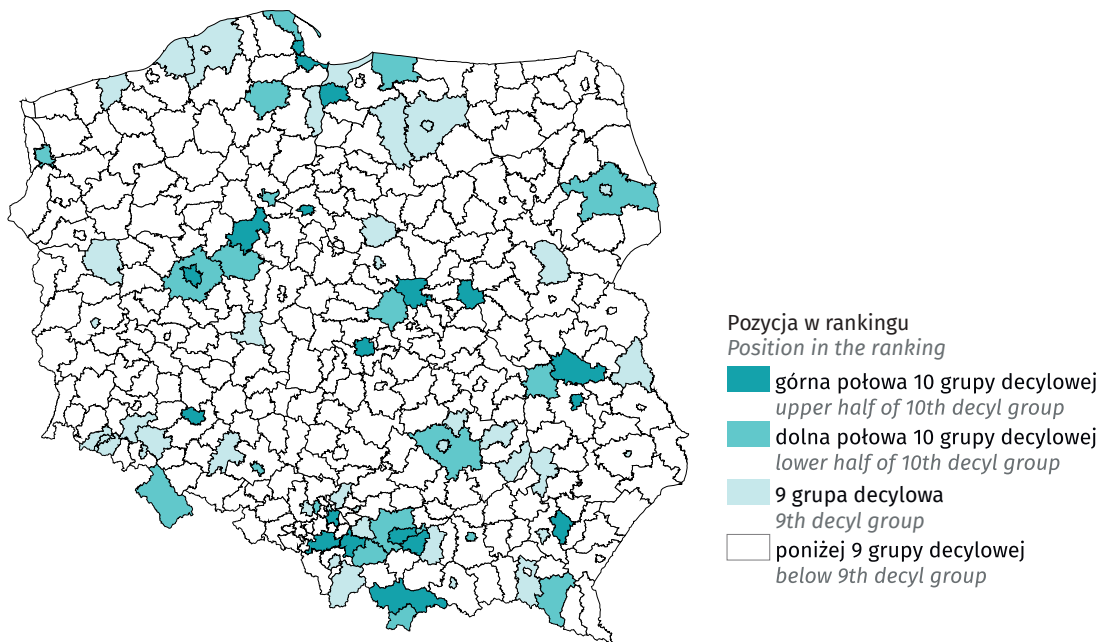 Pozycja w rankingu
Position in the ranking
górna połowa 10 grupy decylowej
upper half of 10th decyl group
dolna połowa 10 grupy decylowej
lower half of 10th decyl group
9 grupa decylowa
9th decyl group
poniżej 9 grupy decylowej
below 9th decyl group